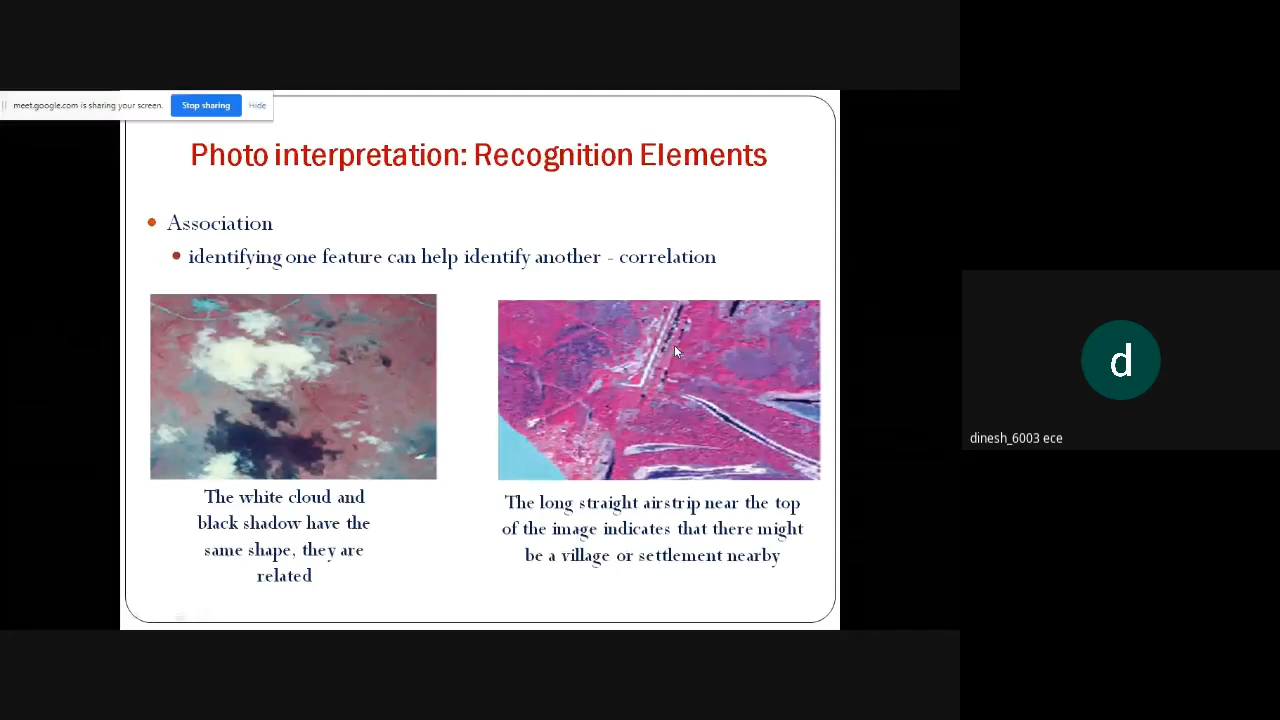 meet.google.com is sharing your screen.
Stop sharing
Hide
Photo interpretation: Recognition Elements
Association
identifying one feature can help identify another - correlation
The white cloud and
black shadow have the
same shape, they are
related
The long straight airstrip near the top
of the image indicates that there might
be a village or settlement nearby
d
dinesh_6003 ece